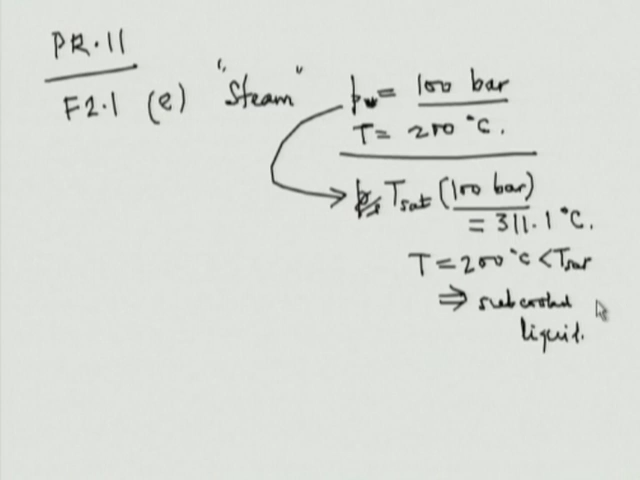 PR.11
F2.1 (e) "Steam" p = 100 bar
T = 200 °C.
Tsat (100 bar)
= 311.1 °C.
T = 200 °C < Tsat
⇒ subcooled
liquid.